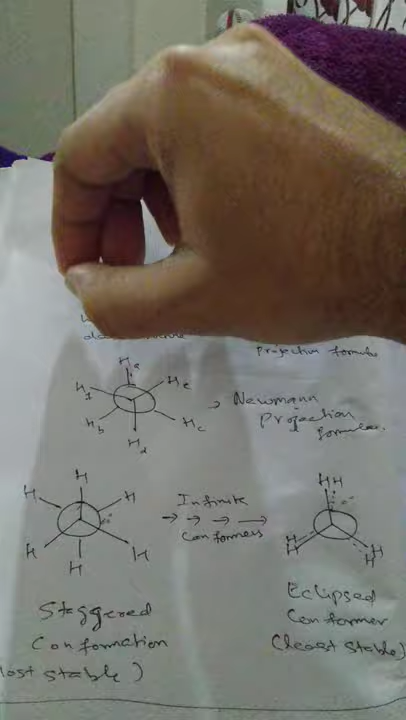 Projection formula
Ha
Hf
He
Hb
Hc
Hd
→ Newmann
Projection
formula.
H
H
H
H
H
H
Infinite
→ → → →
Conformers
HH
H
H
H
H
Staggered
Conformation
ost stable)
Eclipsed
Conformer
(least stable)